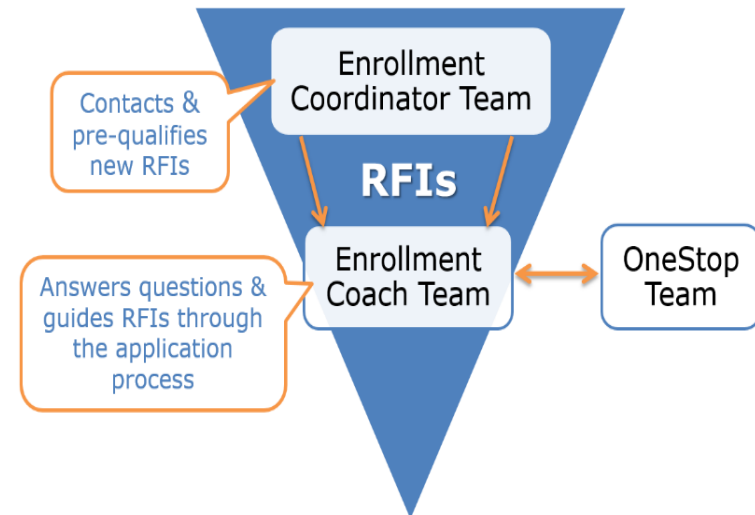 Enrollment
Coordinator Team
Contacts &
pre-qualifies
new RFIs
RFIs
Enrollment
Coach Team
OneStop
Team
Answers questions &
guides RFIs through
the application
process